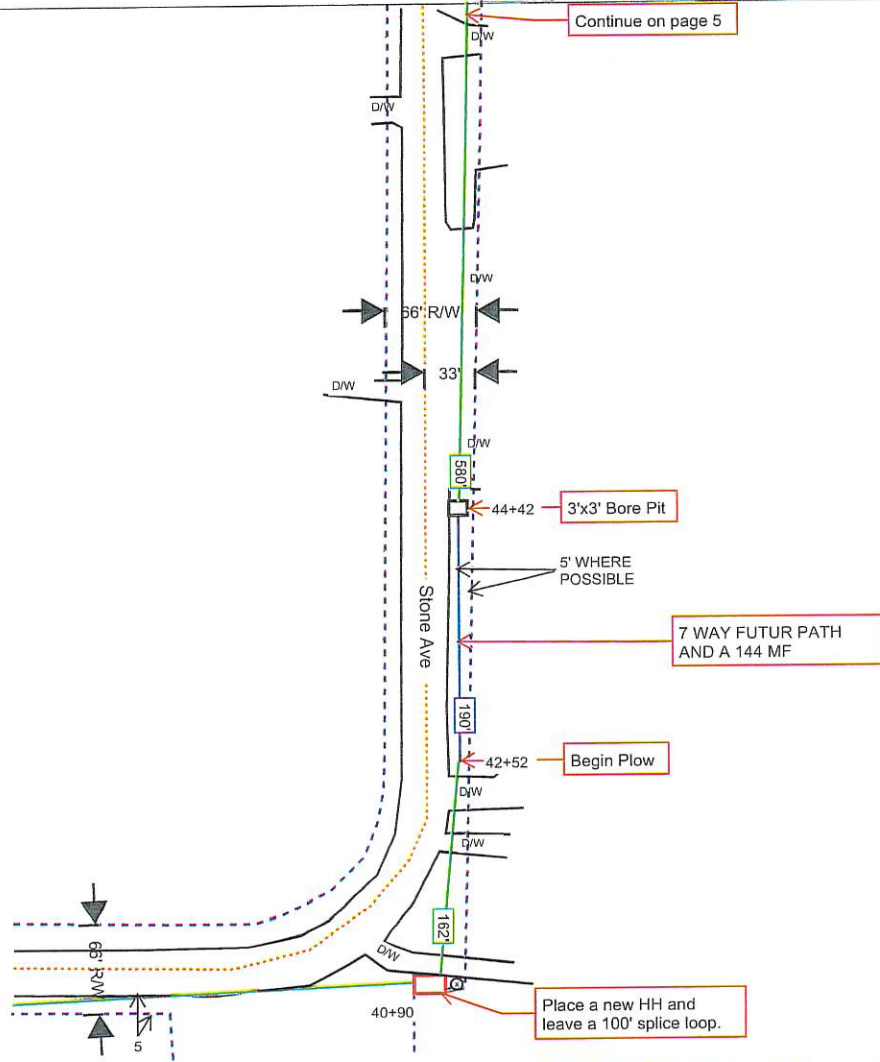 Continue on page 5
D/W
D/W
D/W
66' R/W
33'
D/W
D/W
580'
44+42
3'x3' Bore Pit
5' WHERE
POSSIBLE
Stone Ave
7 WAY FUTUR PATH
AND A 144 MF
190'
42+52
Begin Plow
D/W
D/W
162'
D/W
66' R/W
40+90
Place a new HH and
leave a 100' splice loop.
5